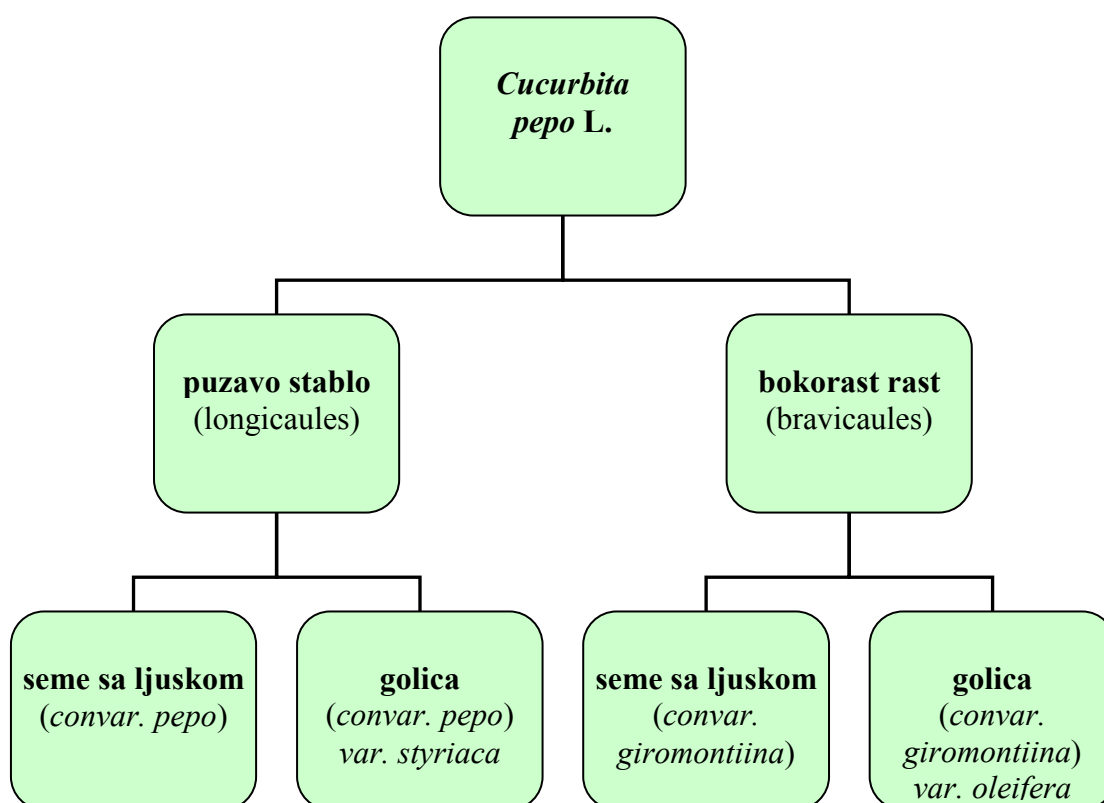 Cucurbita
pepo L.
puzavo stablo
(longicaules)
bokorast rast
(bravicaules)
seme sa ljuskom
(convar. pepo)
golica
(convar. pepo)
var. styriaca
seme sa ljuskom
(convar.
giromontiina)
golica
(convar.
giromontiina)
var. oleifera